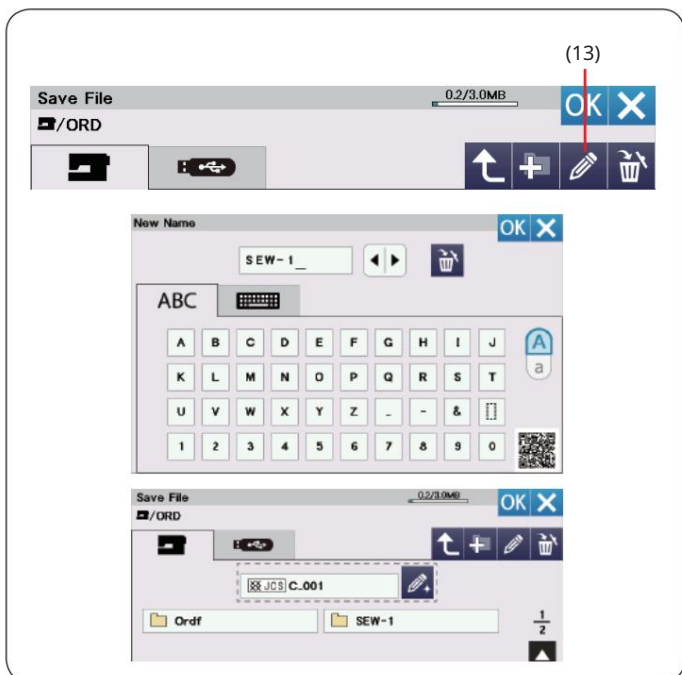 (13)
Save File 0.2/3.0MB OK
/ORD
New Name OK
SEW-1_
ABC
A B C D E F G H I J A
K L M N O P Q R S T a
U V W X Y Z _ - &
1 2 3 4 5 6 7 8 9 0
Save File 0.2/3.0MB OK
/ORD
JCS C_001
Ordf SEW-1 1
2